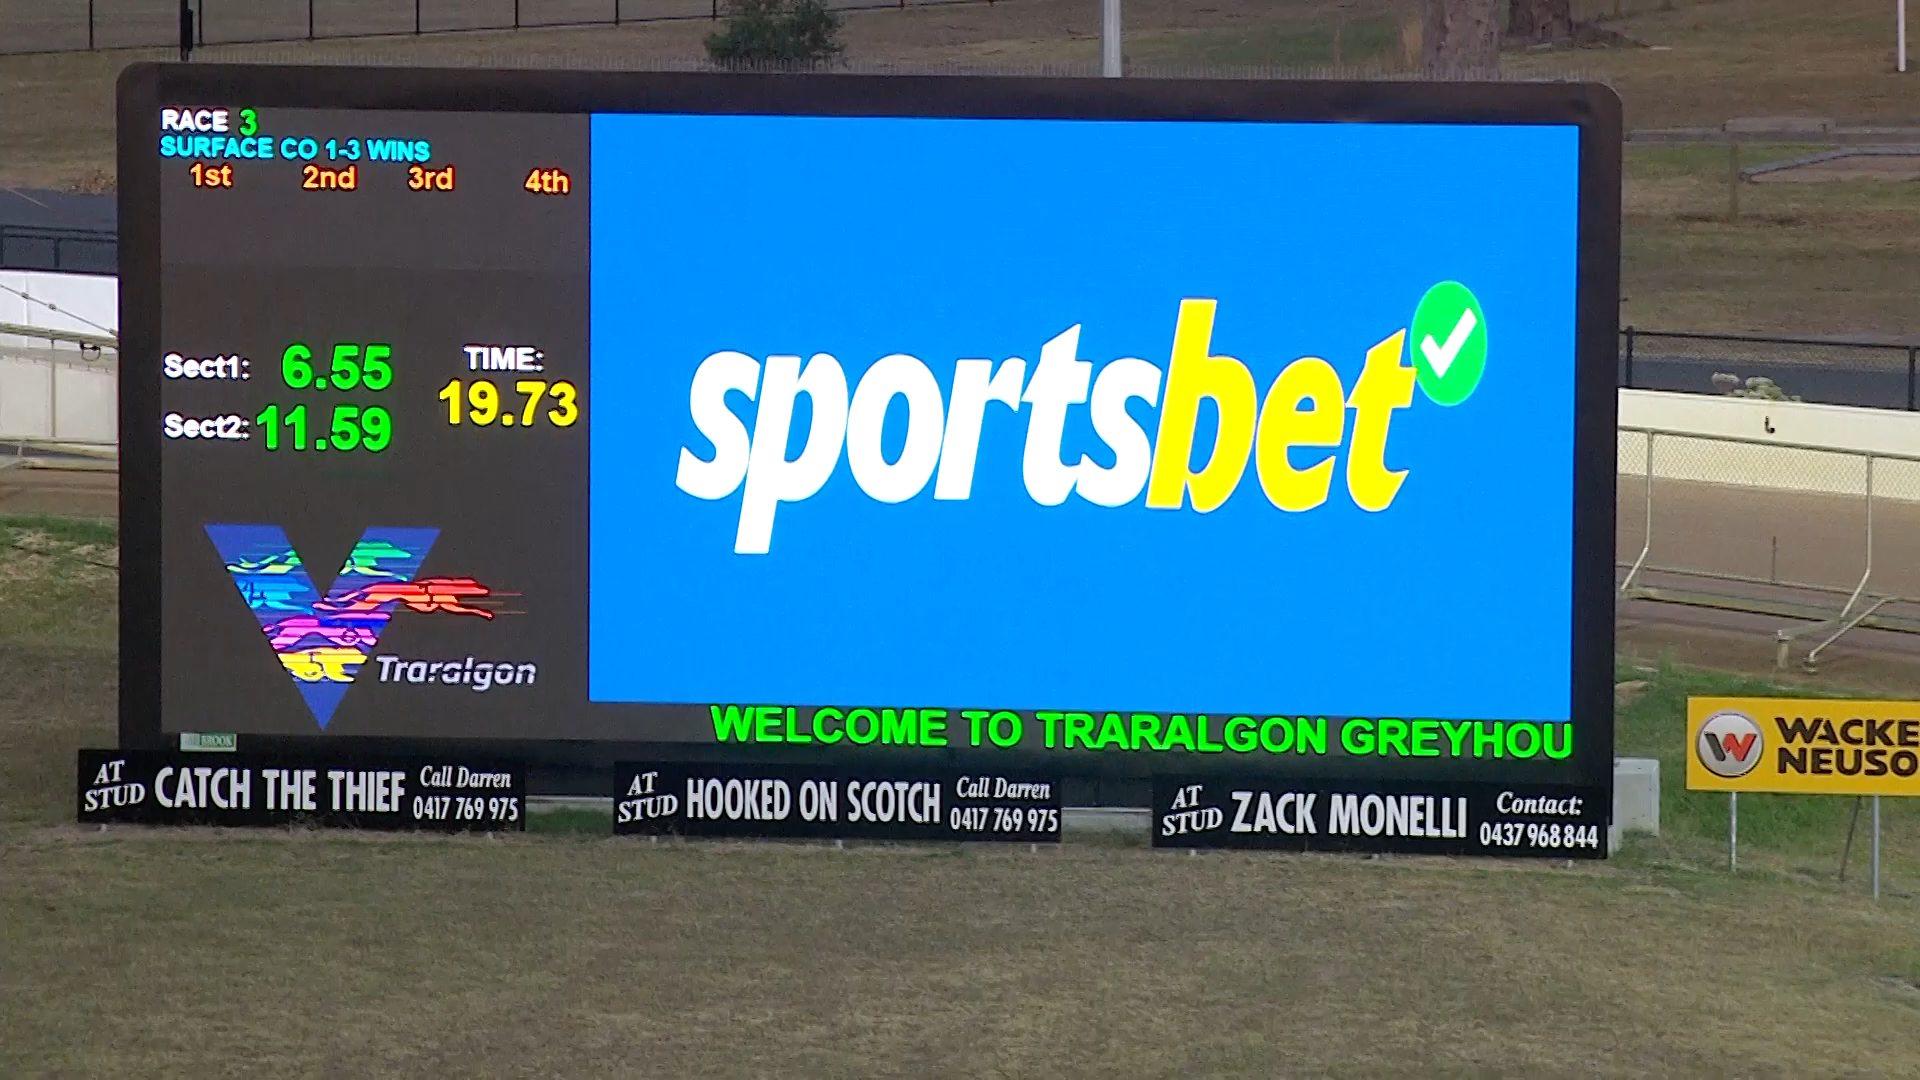 RACE 3
SURFACE CO 1-3 WINS
1st 2nd 3rd 4th
Sect1: 6.55
TIME:
19.73
Sect2: 11.59
sportsbet
Traralgon
WELCOME TO TRARALGON GREYHOU
BROOK
AT STUD CATCH THE THIEF Call Darren 0417 769 975
AT STUD HOOKED ON SCOTCH Call Darren 0417 769 975
AT STUD ZACK MONELLI Contact: 0437 968 844
WACKE
NEUSO